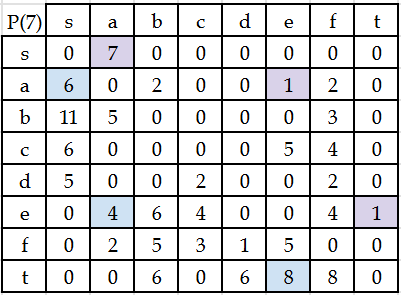 P(7) s a b c d e f t
s 0 7 0 0 0 0 0 0
a 6 0 2 0 0 1 2 0
b 11 5 0 0 0 0 3 0
c 6 0 0 0 0 5 4 0
d 5 0 0 2 0 0 2 0
e 0 4 6 4 0 0 4 1
f 0 2 5 3 1 5 0 0
t 0 0 6 0 6 8 8 0